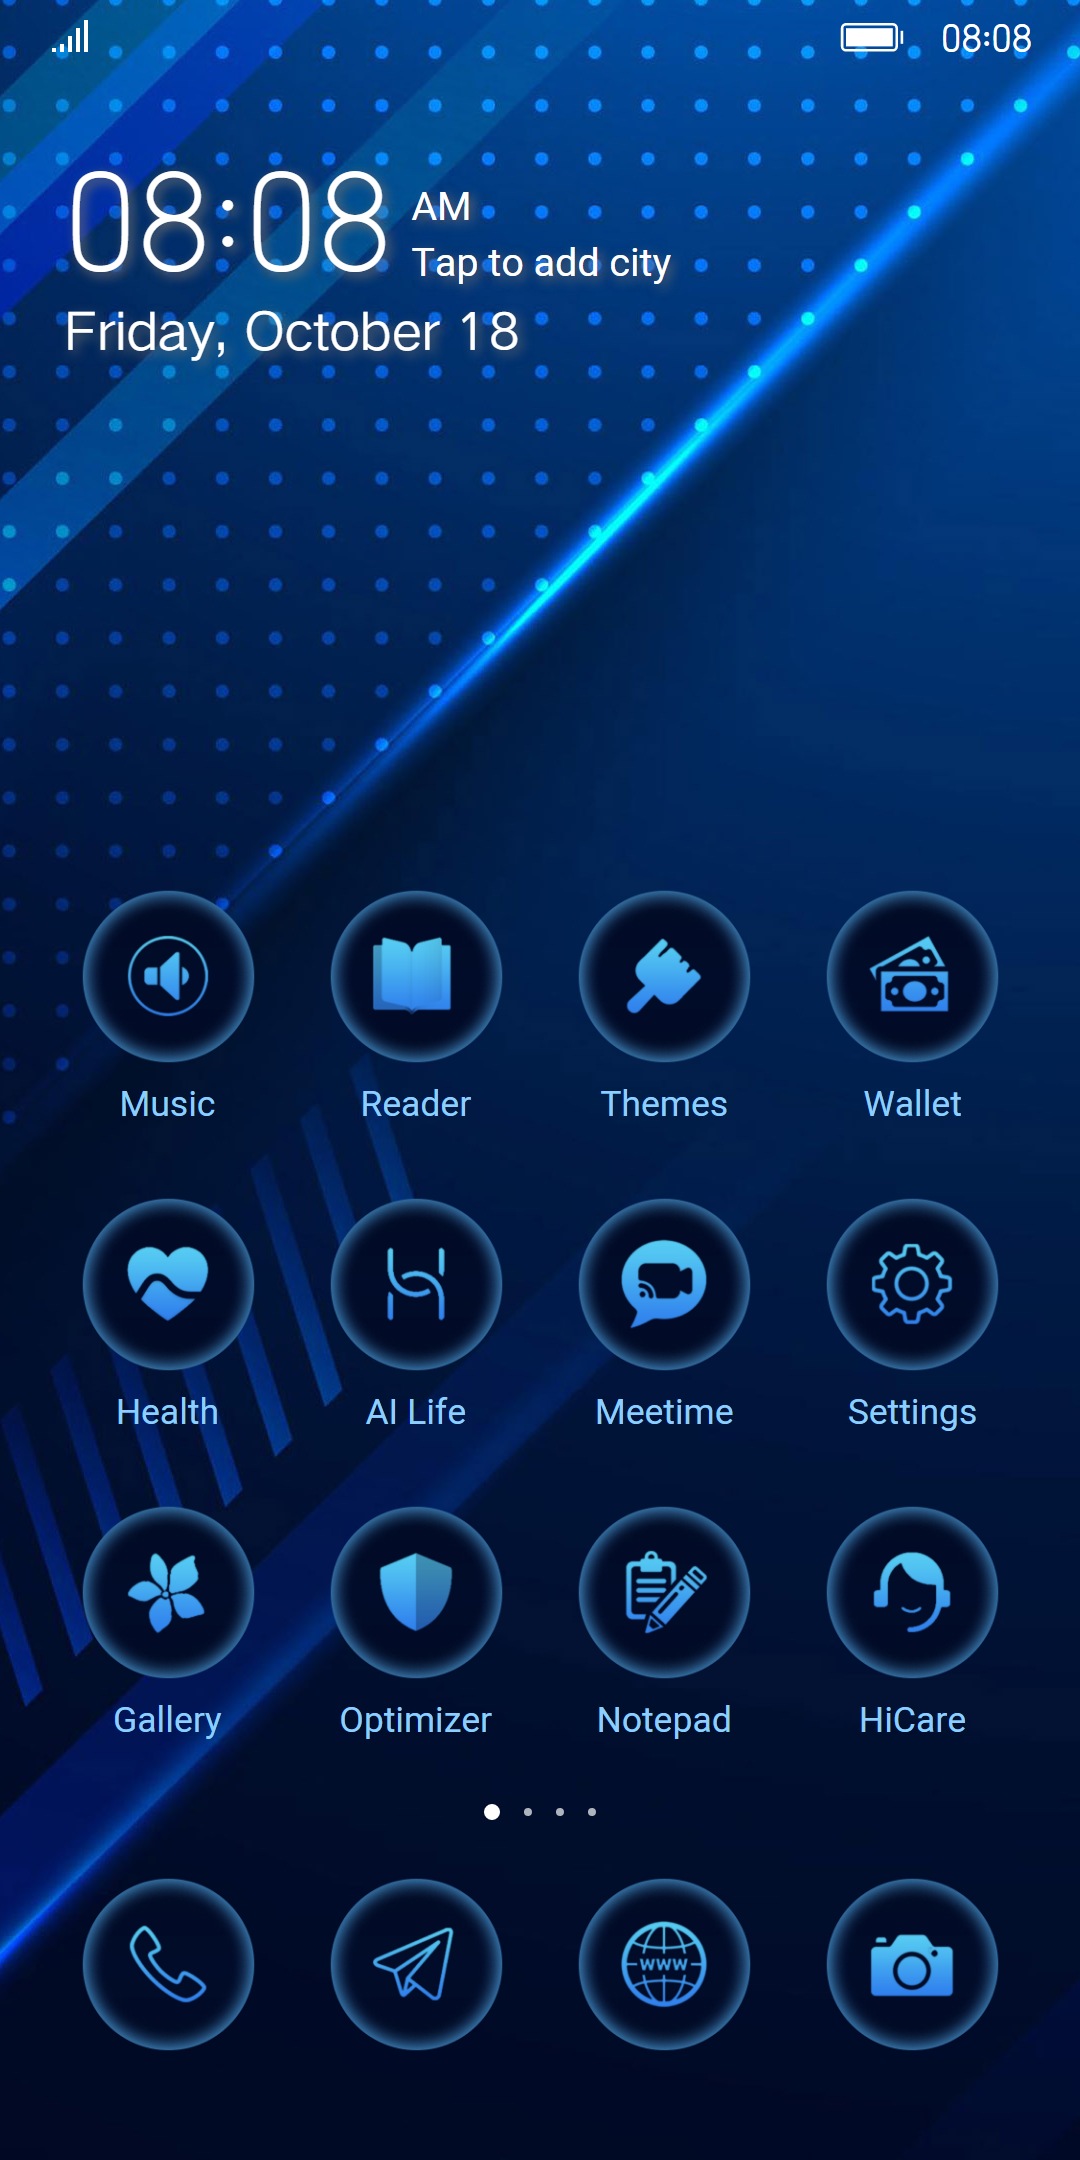 08:08
08:08 AM
Tap to add city
Friday, October 18
Music Reader Themes Wallet
Health AI Life Meetime Settings
Gallery Optimizer Notepad HiCare
WWW